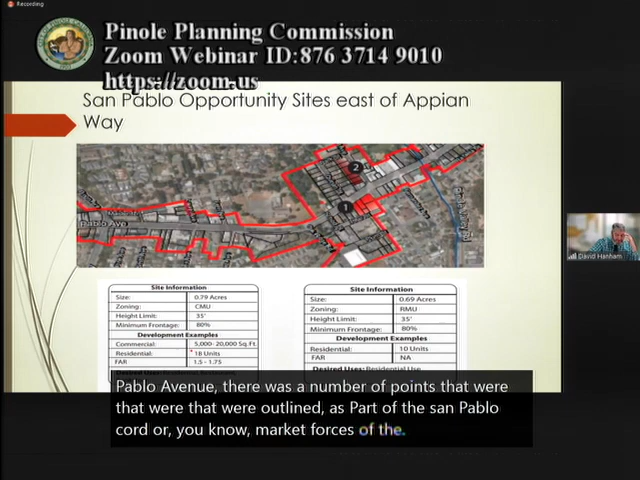 Recording
Pinole Planning Commission
Zoom Webinar ID:876 3714 9010
https://zoom.us
San Pablo Opportunity Sites east of Appian
Way
2
1
Pablo Ave
Site Information
Size: 0.79 Acres
Zoning: CMU
Height Limit: 35'
Minimum Frontage: 80%
Development Examples
Commercial: 5,000- 20,000 Sq.ft.
Residential: 18 Units
FAR 1.5 - 1.75
Site Information
Size: 0.69 Acres
Zoning: RMU
Height Limit: 35'
Minimum Frontage: 80%
Development Examples
Residential: 10 Units
FAR NA
Desired Uses: Residential Use
David Hanham
Pablo Avenue, there was a number of points that were
that were that were outlined, as Part of the san Pablo
cord or, you know, market forces of the.